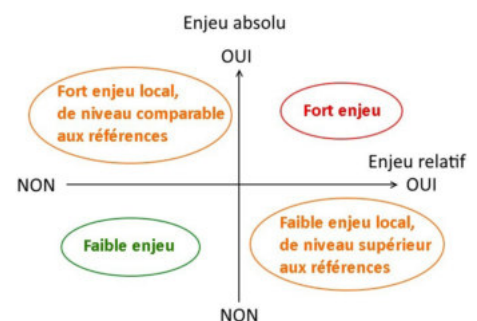 Enjeu absolu
OUI
Fort enjeu local,
de niveau comparable
aux références
Fort enjeu
Enjeu relatif
NON
OUI
Faible enjeu
Faible enjeu local,
de niveau supérieur
aux références
NON